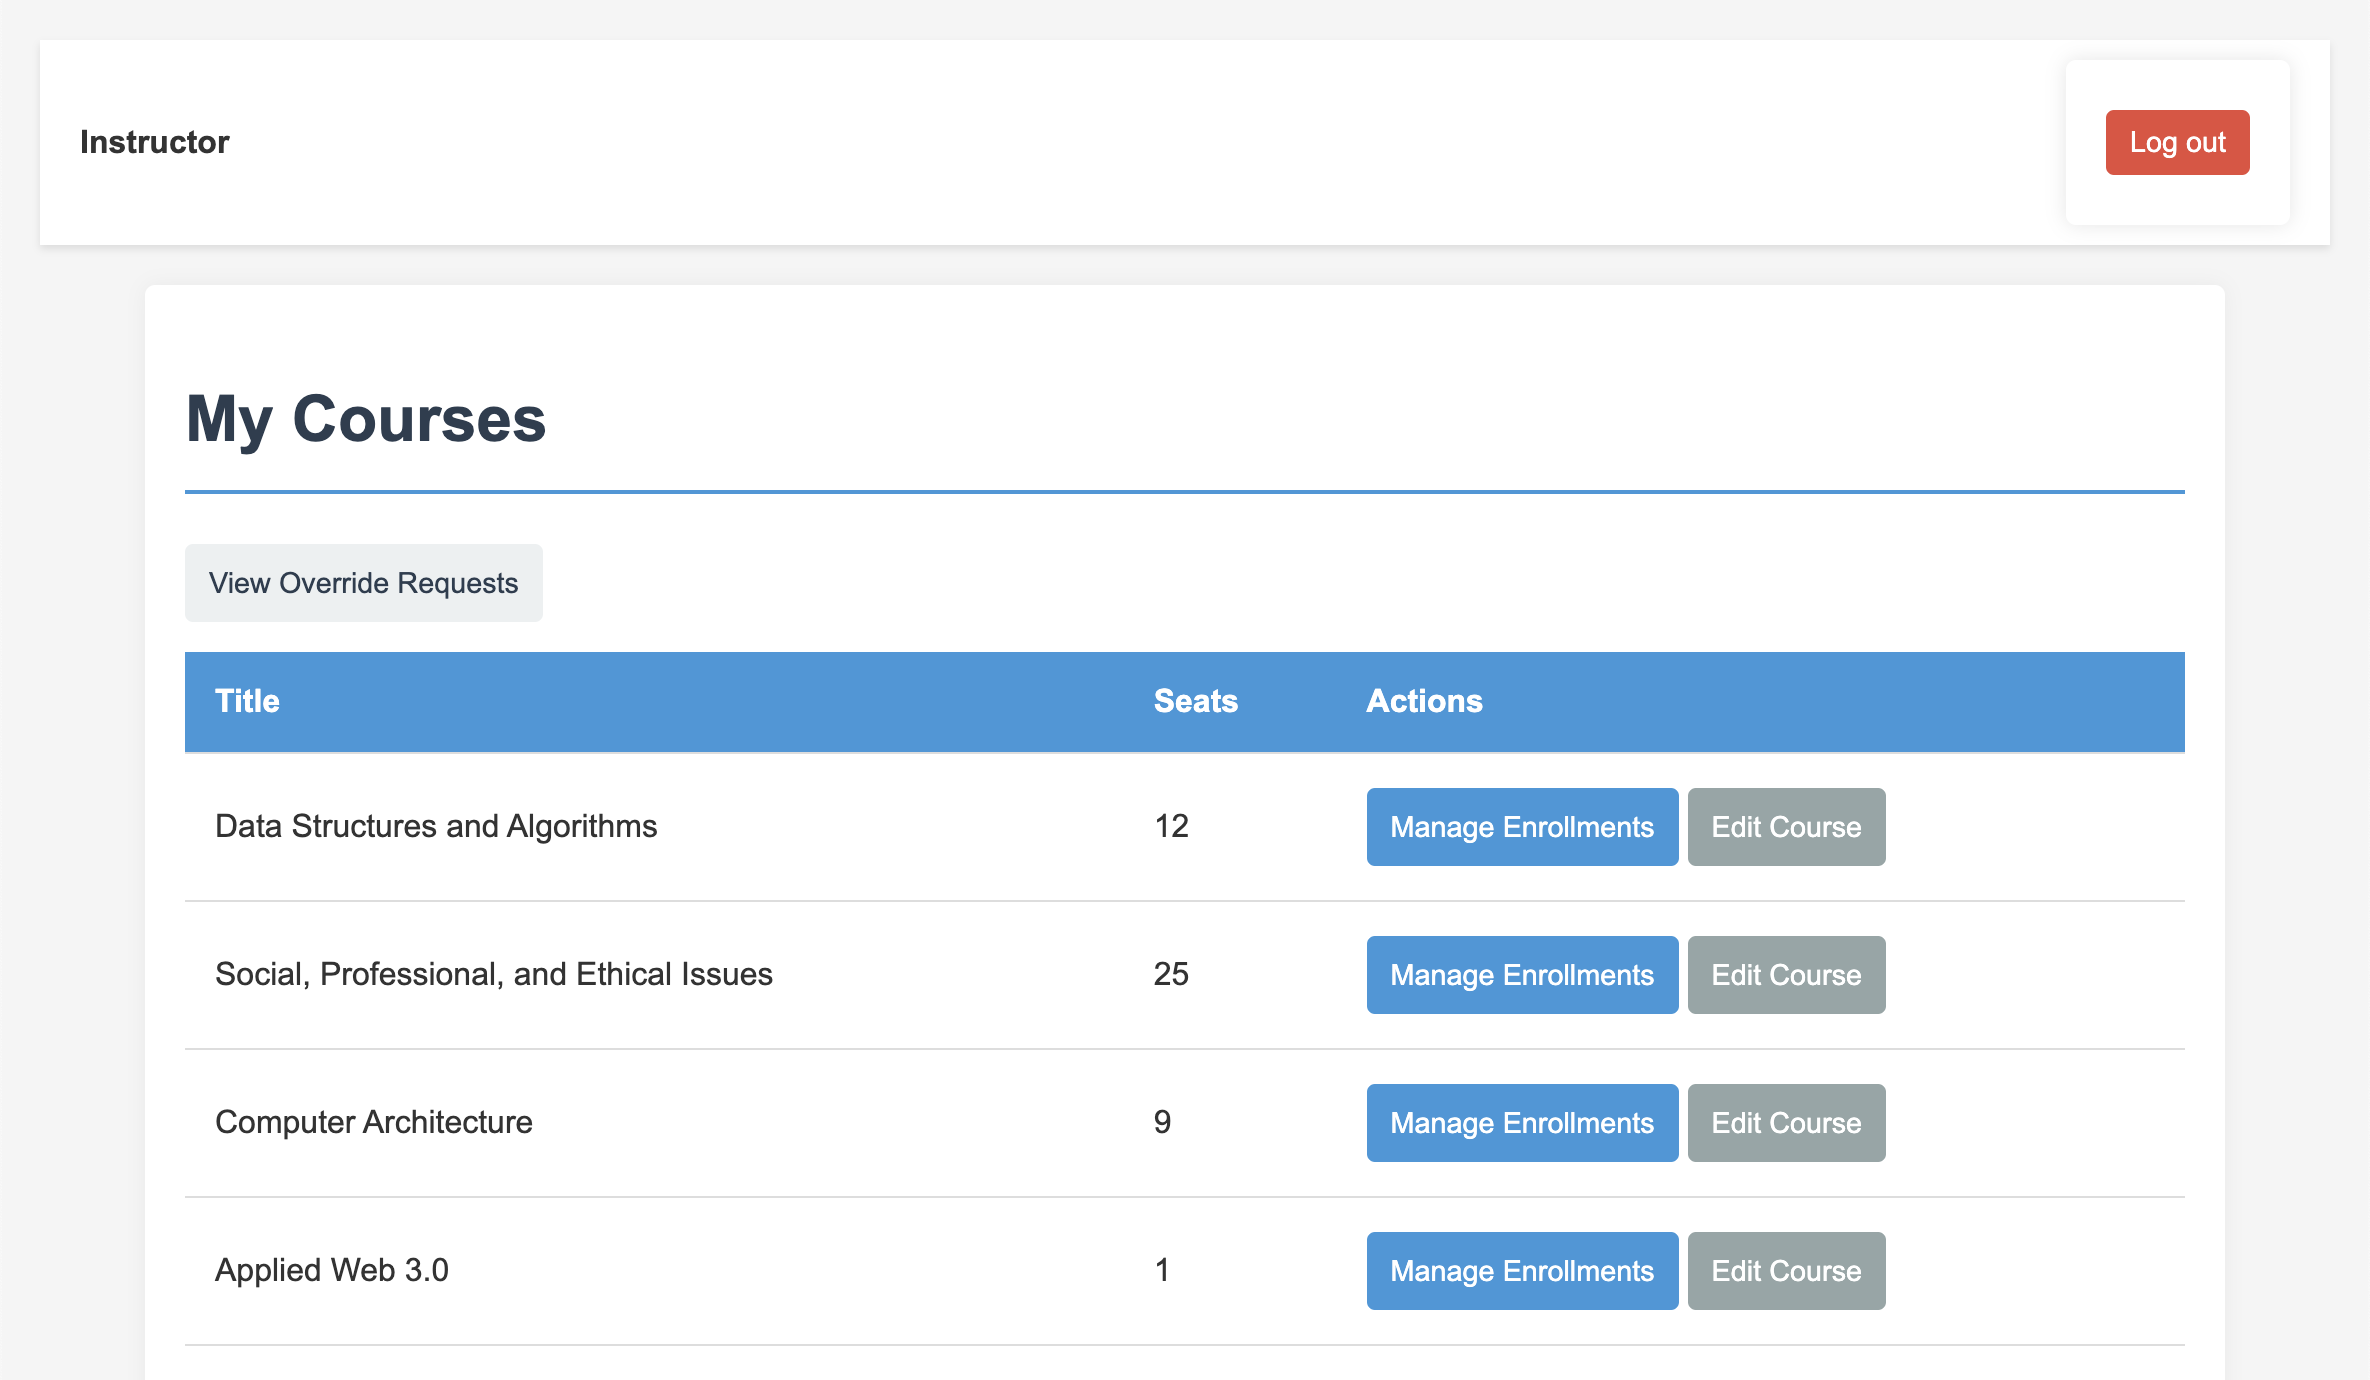 Instructor
Log out
My Courses
View Override Requests
Title Seats Actions
Data Structures and Algorithms 12 Manage Enrollments Edit Course
Social, Professional, and Ethical Issues 25 Manage Enrollments Edit Course
Computer Architecture 9 Manage Enrollments Edit Course
Applied Web 3.0 1 Manage Enrollments Edit Course